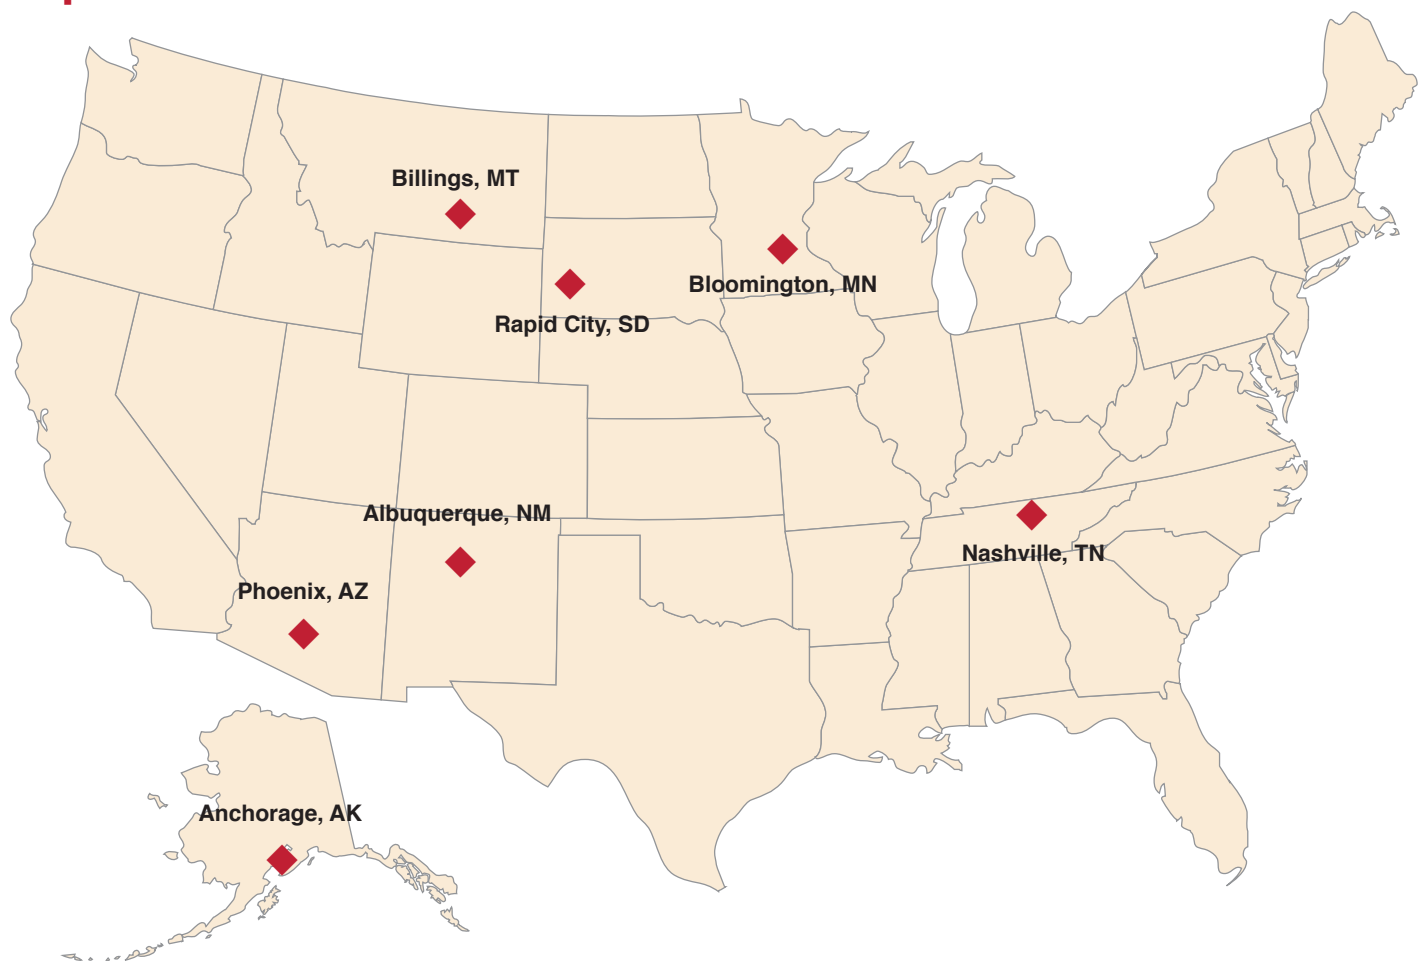 Billings, MT
Bloomington, MN
Rapid City, SD
Albuquerque, NM
Nashville, TN
Phoenix, AZ
Anchorage, AK